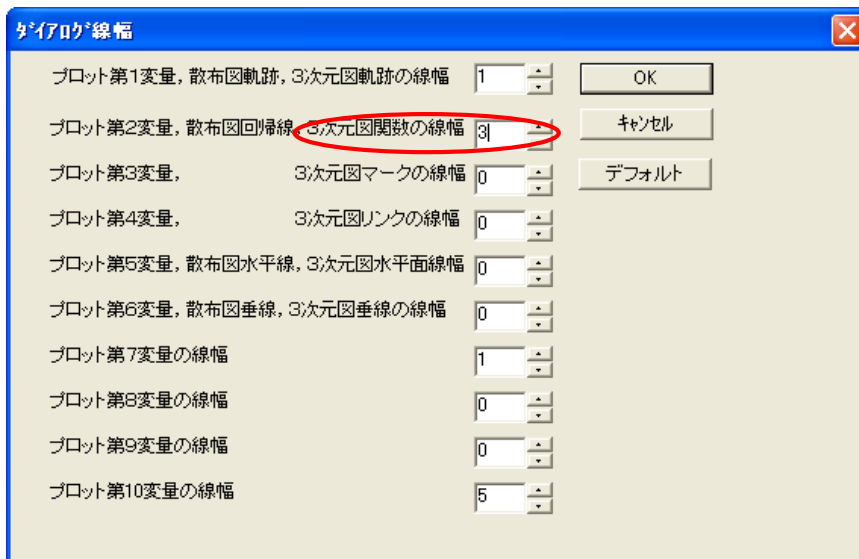 ﾀﾞｲｱﾛｸﾞ線幅
プロット第1変量, 散布図軌跡, 3次元図軌跡の線幅 1 OK
プロット第2変量, 散布図回帰線, 3次元図関数の線幅 3 ｷｬﾝｾﾙ
プロット第3変量, 3次元図マークの線幅 0 デフォルト
プロット第4変量, 3次元図リンクの線幅 0
プロット第5変量, 散布図水平線, 3次元図水平面線幅 0
プロット第6変量, 散布図垂線, 3次元図垂線の線幅 0
プロット第7変量の線幅 1
プロット第8変量の線幅 0
プロット第9変量の線幅 0
プロット第10変量の線幅 5